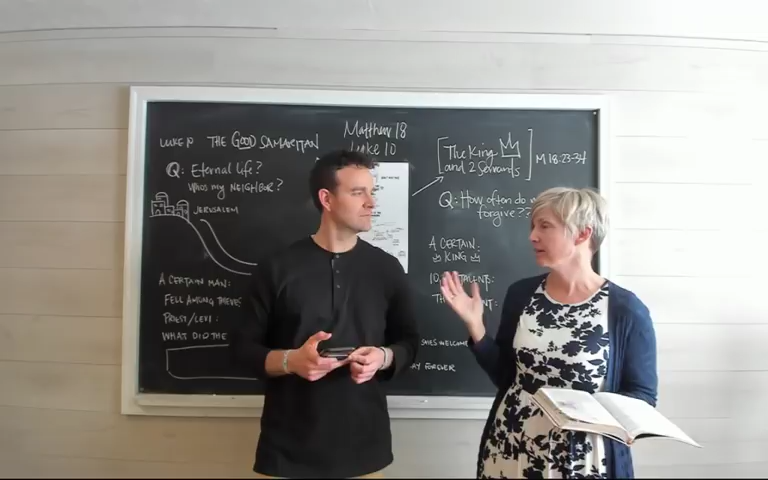 LUKE 10 THE GOOD SAMARITAN
Q: Eternal life?
WHO'S MY NEIGHBOR?
JERUSALEM
A CERTAIN MAN:
FELL AMONG THIEVES
PRIEST/LEVI:
WHAT DID THE
Matthew 18
Luke 10
[The King
and 2 Servants]
M 18:23-34
Q: How often do
forgive??
A CERTAIN:
KING
10,
WELCOME
FOREVER